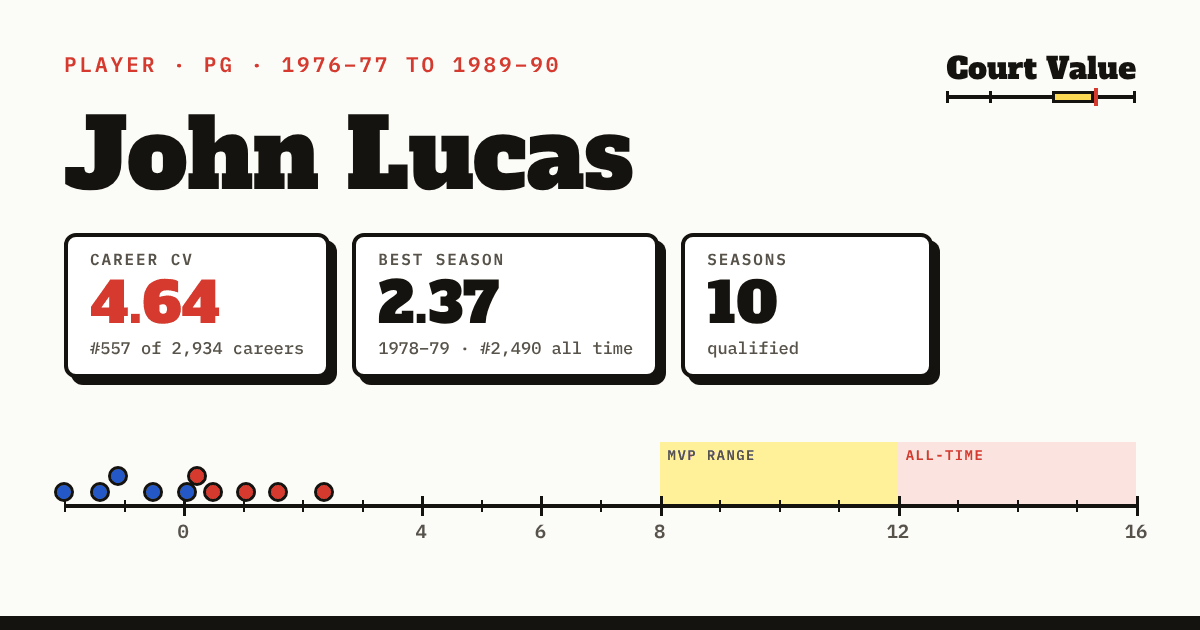 PLAYER · PG · 1976–77 TO 1989–90
Court Value
John Lucas
CAREER CV
4.64
#557 of 2,934 careers
BEST SEASON
2.37
1978–79 · #2,490 all time
SEASONS
10
qualified
MVP RANGE
ALL-TIME
0 4 6 8 12 16